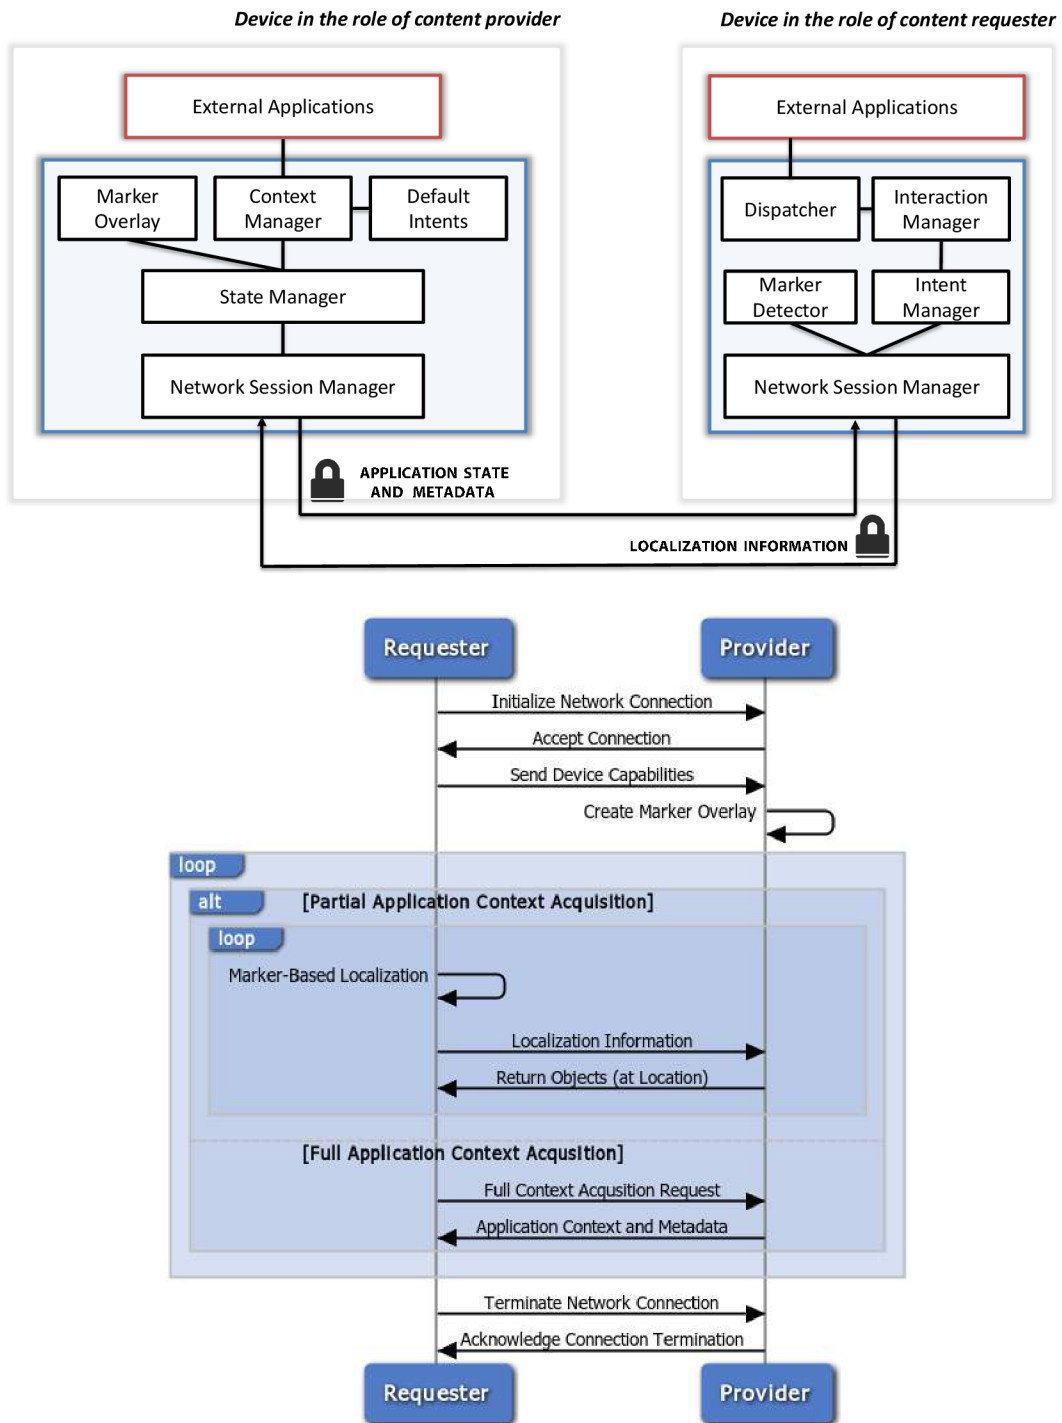 Device in the role of content provider
Device in the role of content requester
External Applications
External Applications
Marker
Overlay
Context
Manager
Default
Intents
Dispatcher
Interaction
Manager
State Manager
Marker
Detector
Intent
Manager
Network Session Manager
Network Session Manager
APPLICATION STATE
AND METADATA
LOCALIZATION INFORMATION
Requester
Provider
Initialize Network Connection
Accept Connection
Send Device Capabilities
Create Marker Overlay
loop
alt
[Partial Application Context Acquisition]
loop
Marker-Based Localization
Localization Information
Return Objects (at Location)
[Full Application Context Acqusition]
Full Context Acqusition Request
Application Context and Metadata
Terminate Network Connection
Acknowledge Connection Termination
Requester
Provider